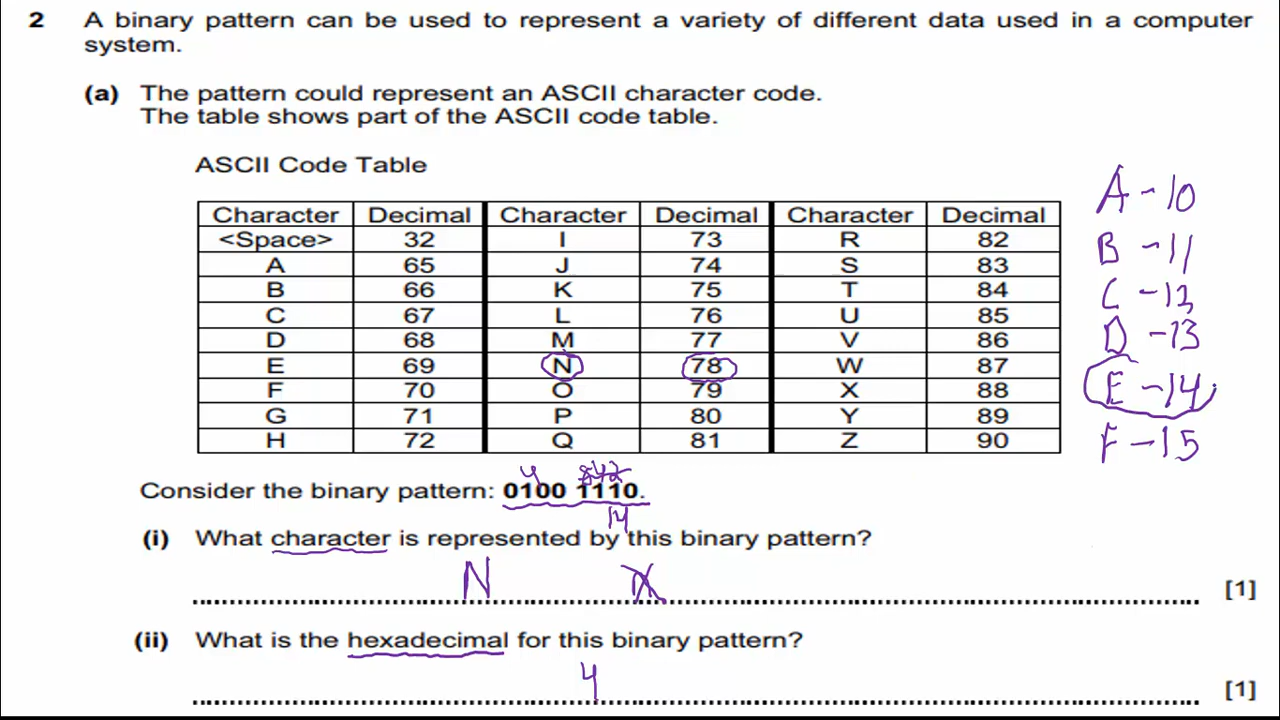 2 A binary pattern can be used to represent a variety of different data used in a computer
system.
(a) The pattern could represent an ASCII character code.
The table shows part of the ASCII code table.
ASCII Code Table
Character Decimal Character Decimal Character Decimal
<Space> 32 I 73 R 82
A 65 J 74 S 83
B 66 K 75 T 84
C 67 L 76 U 85
D 68 M 77 V 86
E 69 N 78 W 87
F 70 O 79 X 88
G 71 P 80 Y 89
H 72 Q 81 Z 90
A - 10
B - 11
C - 12
D - 13
E - 14
F - 15
4 842
Consider the binary pattern: 0100 1110.
14
(i) What character is represented by this binary pattern?
N
[1]
(ii) What is the hexadecimal for this binary pattern?
4
[1]